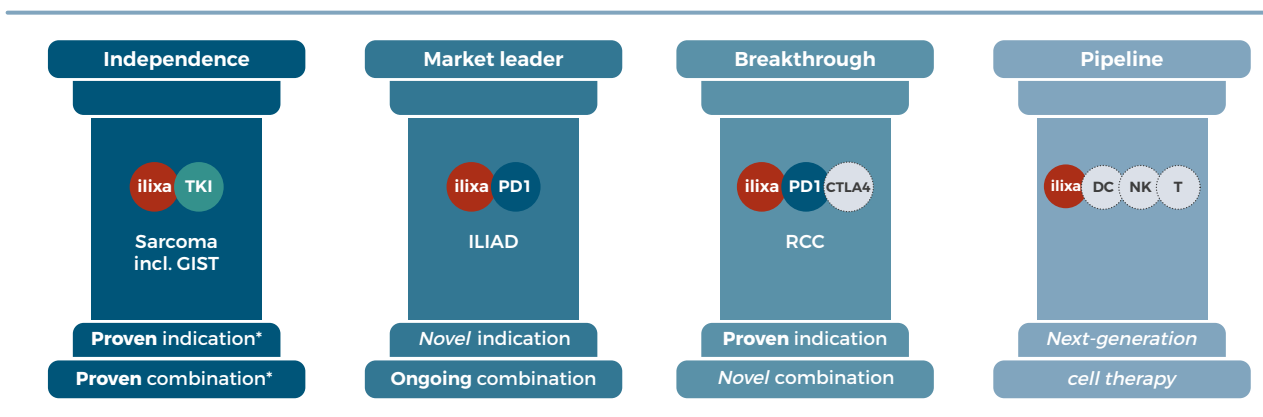 Independence
ilixa TKI
Sarcoma
incl. GIST
Proven indication*
Proven combination*
Market leader
ilixa PD1
ILIAD
Novel indication
Ongoing combination
Breakthrough
ilixa PD1 CTLA4
RCC
Proven indication
Novel combination
Pipeline
ilixa DC NK T
Next-generation
cell therapy